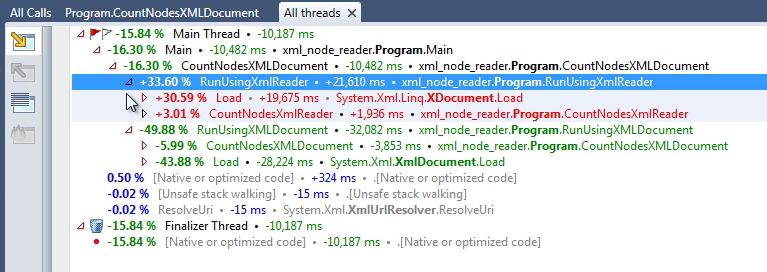 All Calls Program.CountNodesXMLDocument All threads ×
-15.84 % Main Thread • -10,187 ms
-16.30 % Main • -10,482 ms • xml_node_reader.Program.Main
-16.30 % CountNodesXMLDocument • -10,482 ms • xml_node_reader.Program.CountNodesXMLDocument
+33.60 % RunUsingXmlReader • +21,610 ms • xml_node_reader.Program.RunUsingXmlReader
+30.59 % Load • +19,675 ms • System.Xml.Linq.XDocument.Load
+3.01 % CountNodesXmlReader • +1,936 ms • xml_node_reader.Program.CountNodesXmlReader
-49.88 % RunUsingXMLDocument • -32,082 ms • xml_node_reader.Program.RunUsingXMLDocument
-5.99 % CountNodesXMLDocument • -3,853 ms • xml_node_reader.Program.CountNodesXMLDocument
-43.88 % Load • -28,224 ms • System.Xml.XmlDocument.Load
0.50 % [Native or optimized code] • +324 ms • .[Native or optimized code]
-0.02 % [Unsafe stack walking] • -15 ms • .[Unsafe stack walking]
-0.02 % ResolveUri • -15 ms • System.Xml.XmlUrlResolver.ResolveUri
-15.84 % Finalizer Thread • -10,187 ms
-15.84 % [Native or optimized code] • -10,187 ms • .[Native or optimized code]